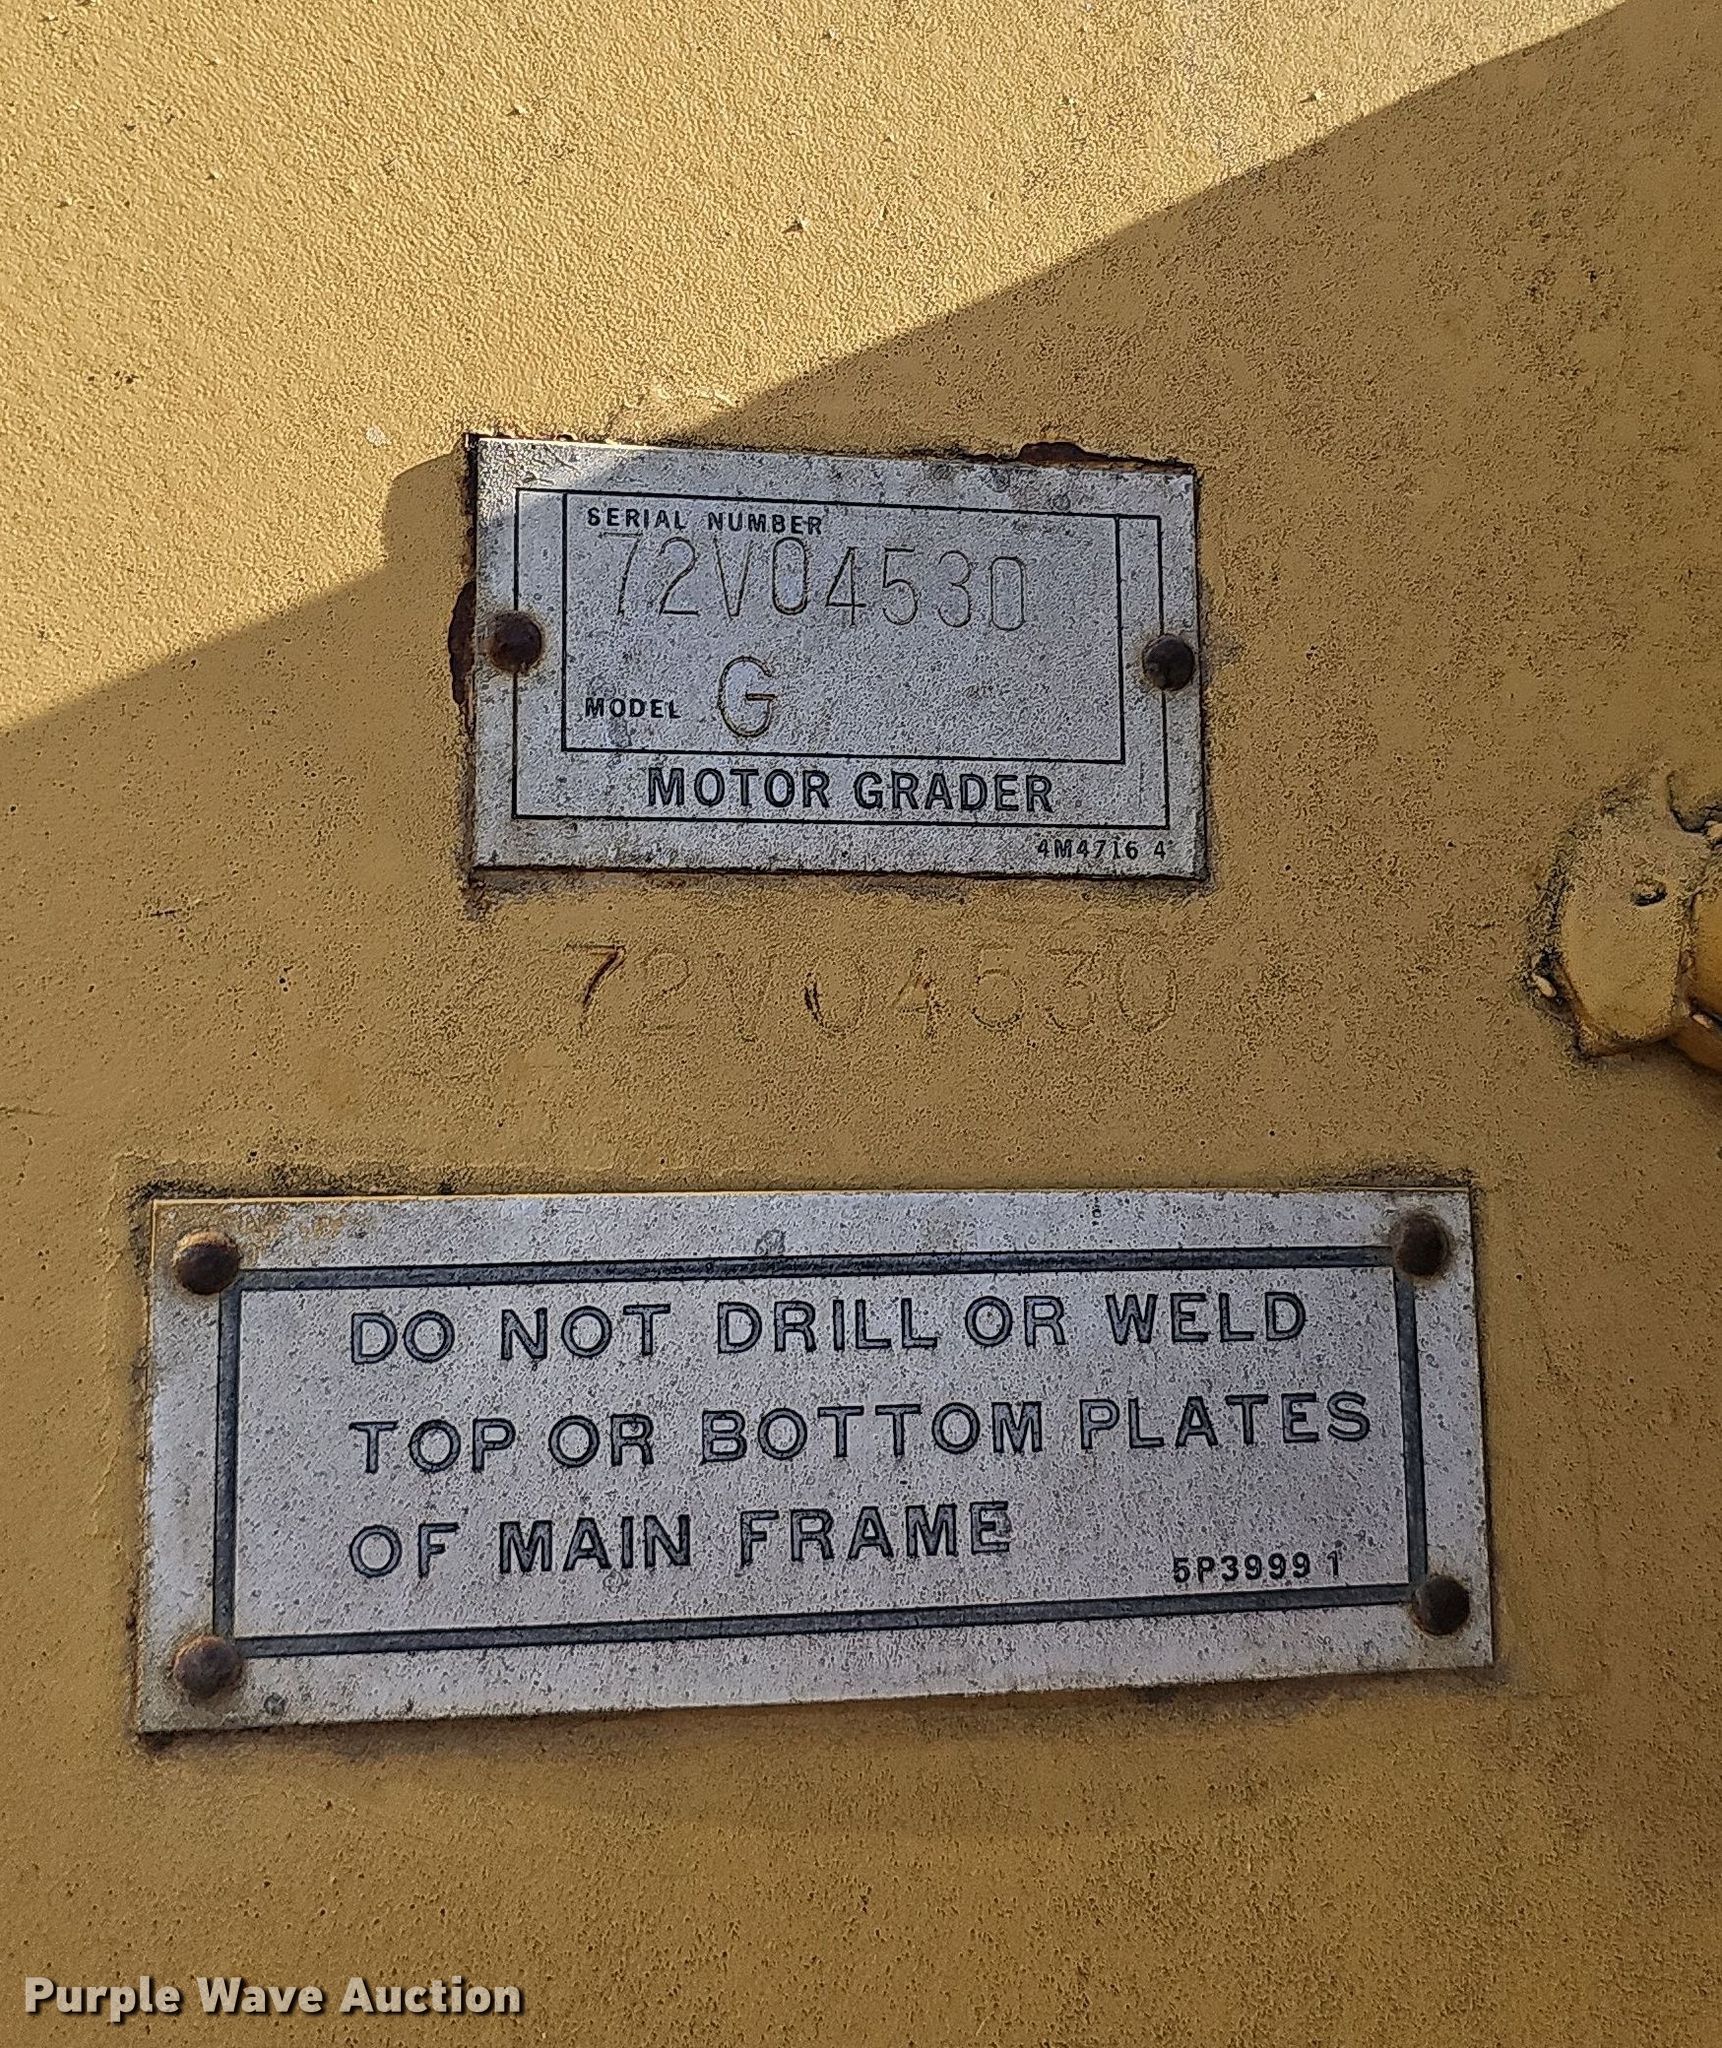 SERIAL NUMBER
72V04530
MODEL G
MOTOR GRADER
4M4716 4
72V04530
DO NOT DRILL OR WELD
TOP OR BOTTOM PLATES
OF MAIN FRAME
5P3999 1
Purple Wave Auction